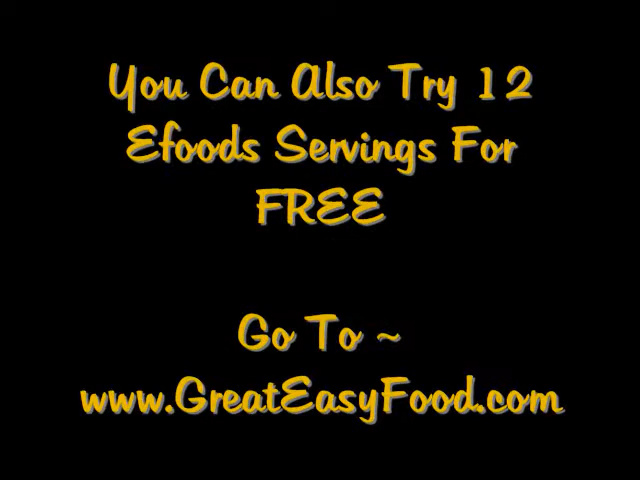 You Can Also Try 12
Efoods Servings For
FREE
Go To ~
www.GreatEasyFood.com